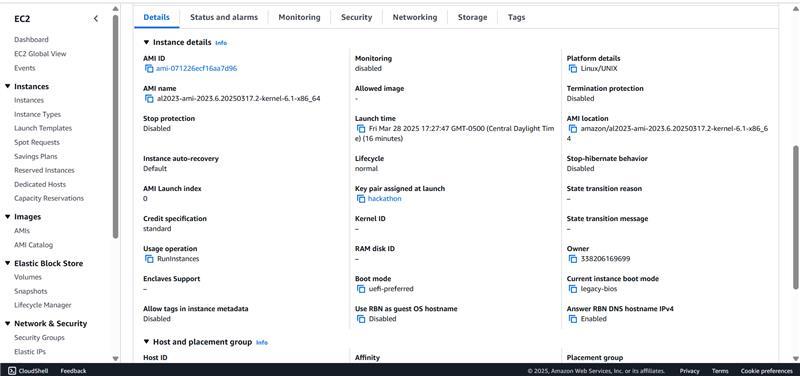 EC2
Dashboard
EC2 Global View
Events
Instances
Instances
Instance Types
Launch Templates
Spot Requests
Savings Plans
Reserved Instances
Dedicated Hosts
Capacity Reservations
Images
AMIs
AMI Catalog
Elastic Block Store
Volumes
Snapshots
Lifecycle Manager
Network & Security
Security Groups
Elastic IPs
Details
Status and alarms
Monitoring
Security
Networking
Storage
Tags
Instance details Info
AMI ID
ami-071226ecf16aa7d96
Monitoring
disabled
Platform details
Linux/UNIX
AMI name
al2023-ami-2023.6.20250317.2-kernel-6.1-x86_64
Allowed image
-
Termination protection
Disabled
Stop protection
Disabled
Launch time
Fri Mar 28 2025 17:27:47 GMT-0500 (Central Daylight Tim
e) (16 minutes)
AMI location
amazon/al2023-ami-2023.6.20250317.2-kernel-6.1-x86_6
4
Instance auto-recovery
Default
Lifecycle
normal
Stop-hibernate behavior
Disabled
AMI Launch index
0
Key pair assigned at launch
hackathon
State transition reason
–
Credit specification
standard
Kernel ID
–
State transition message
–
Usage operation
RunInstances
RAM disk ID
–
Owner
338206169699
Enclaves Support
–
Boot mode
uefi-preferred
Current instance boot mode
legacy-bios
Allow tags in instance metadata
Disabled
Use RBN as guest OS hostname
Disabled
Answer RBN DNS hostname IPv4
Enabled
Host and placement group Info
Host ID
Affinity
Placement group
CloudShell
Feedback
© 2025, Amazon Web Services, Inc. or its affiliates.
Privacy
Terms
Cookie preferences